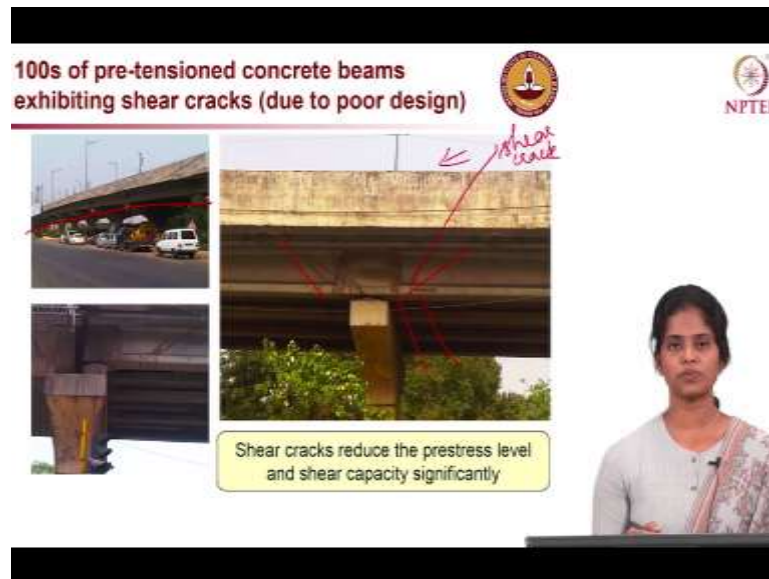 100s of pre-tensioned concrete beams
exhibiting shear cracks (due to poor design)
NPTE
shear
crack
Shear cracks reduce the prestress level
and shear capacity significantly